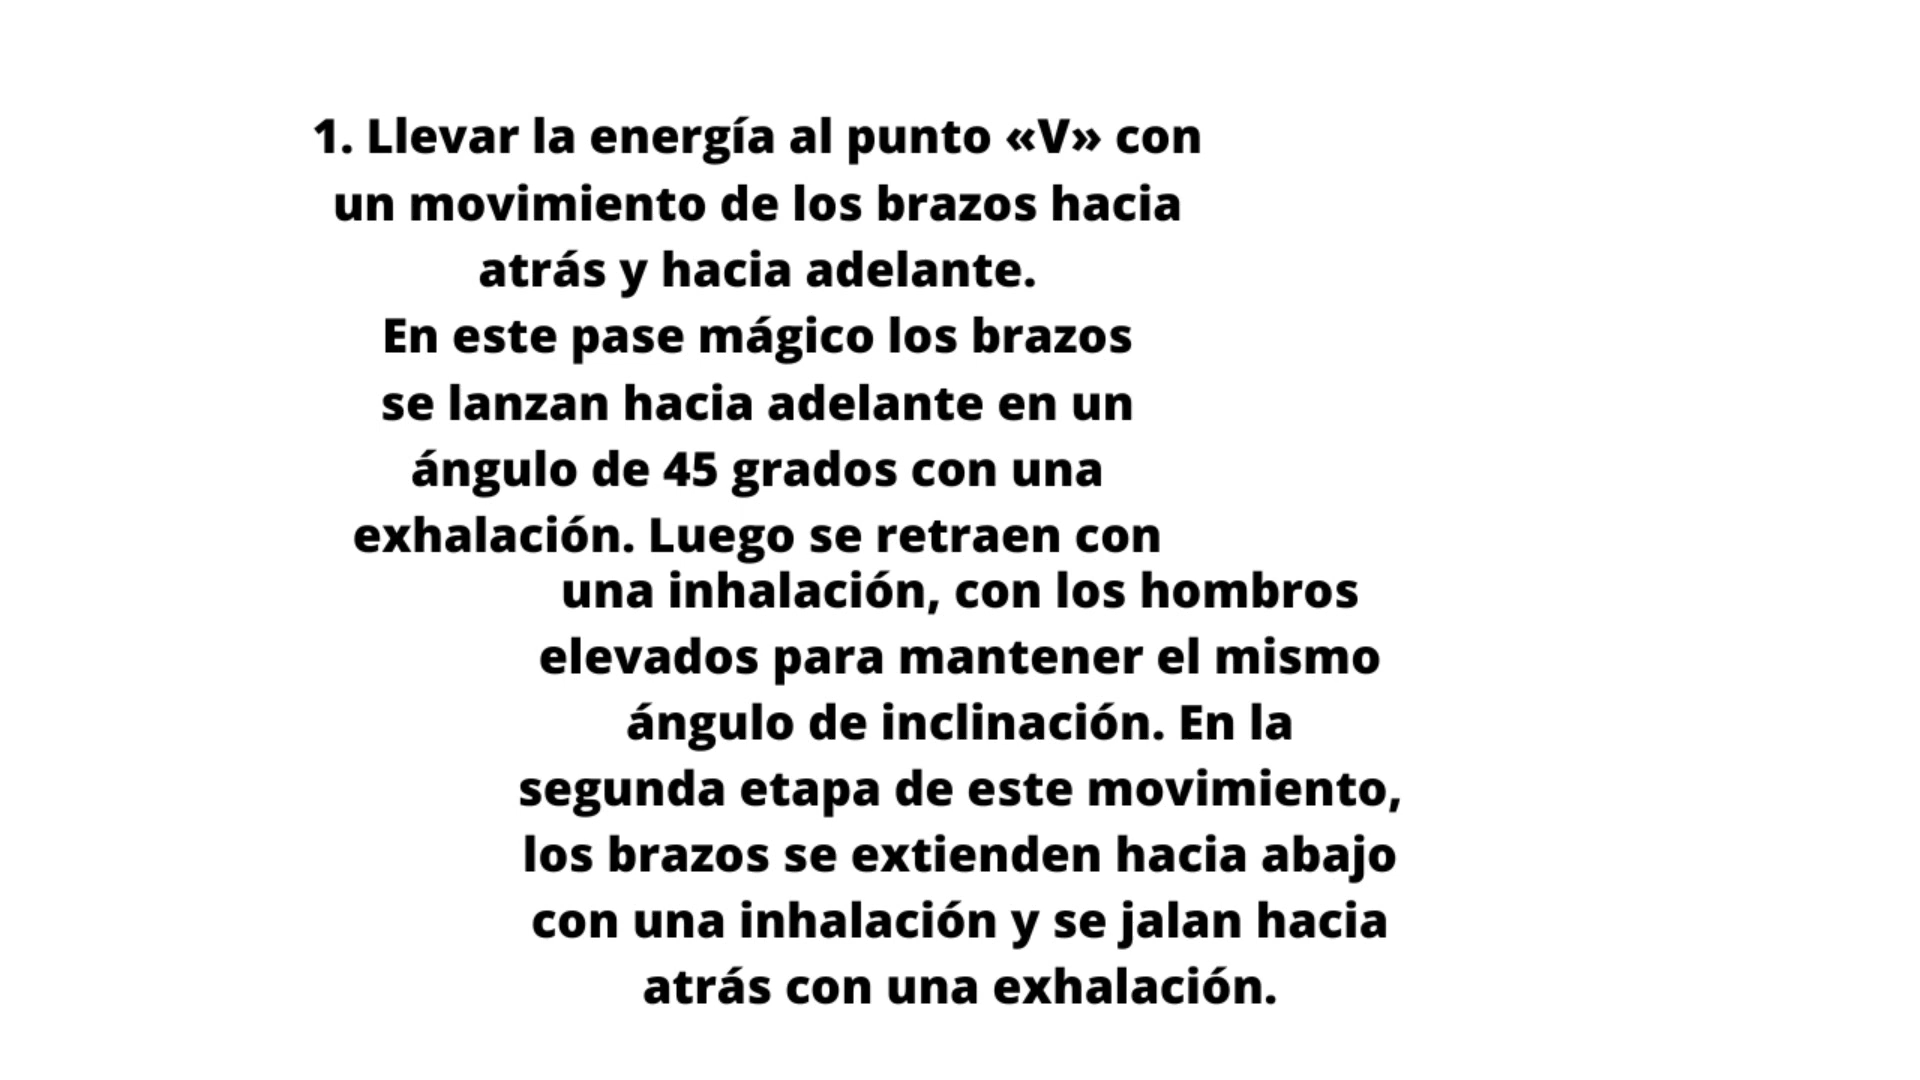 1. Llevar la energía al punto «V» con
un movimiento de los brazos hacia
atrás y hacia adelante.
En este pase mágico los brazos
se lanzan hacia adelante en un
ángulo de 45 grados con una
exhalación. Luego se retraen con
una inhalación, con los hombros
elevados para mantener el mismo
ángulo de inclinación. En la
segunda etapa de este movimiento,
los brazos se extienden hacia abajo
con una inhalación y se jalan hacia
atrás con una exhalación.